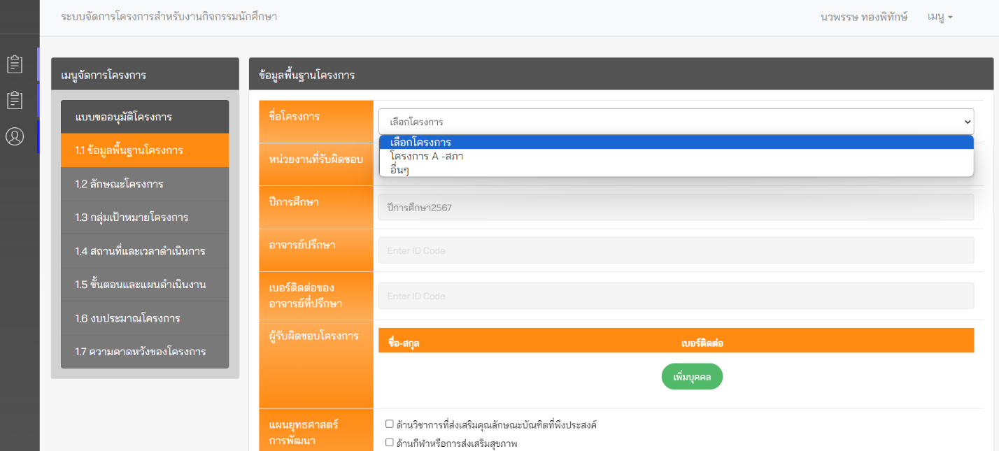 ระบบจัดการโครงการสำหรับงานกิจกรรมนักศึกษา
นวพรรษ ทองพิทักษ์
เมนู
เมนูจัดการโครงการ
แบบขออนุมัติโครงการ
1.1 ข้อมูลพื้นฐานโครงการ
1.2 ลักษณะโครงการ
1.3 กลุ่มเป้าหมายโครงการ
1.4 สถานที่และเวลาดำเนินการ
1.5 ขั้นตอนและแผนดำเนินงาน
1.6 งบประมาณโครงการ
1.7 ความคาดหวังของโครงการ
ข้อมูลพื้นฐานโครงการ
ชื่อโครงการ
เลือกโครงการ
เลือกโครงการ
โครงการ A -สภา
อื่นๆ
หน่วยงานที่รับผิดชอบ
ปีการศึกษา
ปีการศึกษา2567
อาจารย์ปรึกษา
Enter ID Code
เบอร์ติดต่อของ
อาจารย์ที่ปรึกษา
Enter ID Code
ผู้รับผิดชอบโครงการ
ชื่อ-สกุล
เบอร์ติดต่อ
เพิ่มบุคคล
แผนยุทธศาสตร์
การพัฒนา
ด้านวิชาการที่ส่งเสริมคุณลักษณะบัณฑิตที่พึงประสงค์
ด้านกีฬาหรือการส่งเสริมสุขภาพ